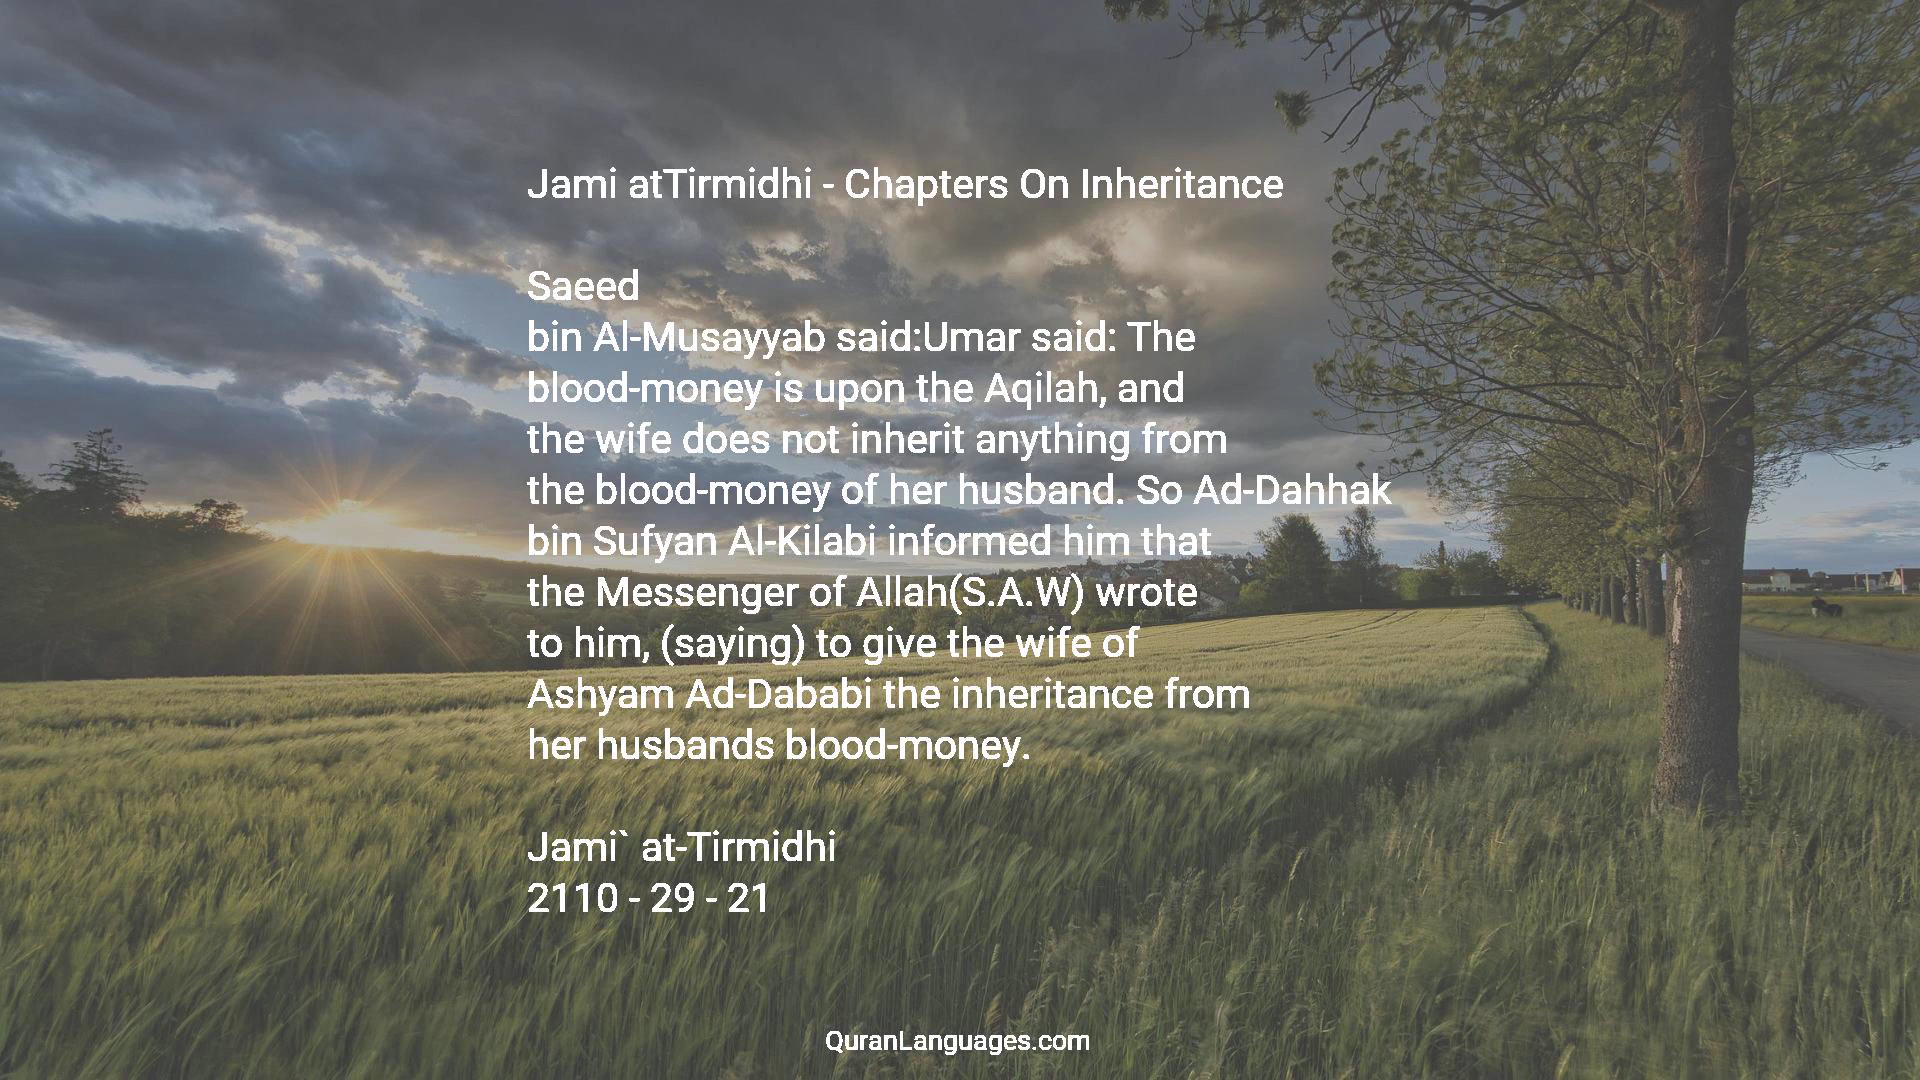 Jami atTirmidhi - Chapters On Inheritance
Saeed
bin Al-Musayyab said:Umar said: The
blood-money is upon the Aqilah, and
the wife does not inherit anything from
the blood-money of her husband. So Ad-Dahhak
bin Sufyan Al-Kilabi informed him that
the Messenger of Allah(S.A.W) wrote
to him, (saying) to give the wife of
Ashyam Ad-Dababi the inheritance from
her husbands blood-money.
Jami` at-Tirmidhi
2110 - 29 - 21
QuranLanguages.com